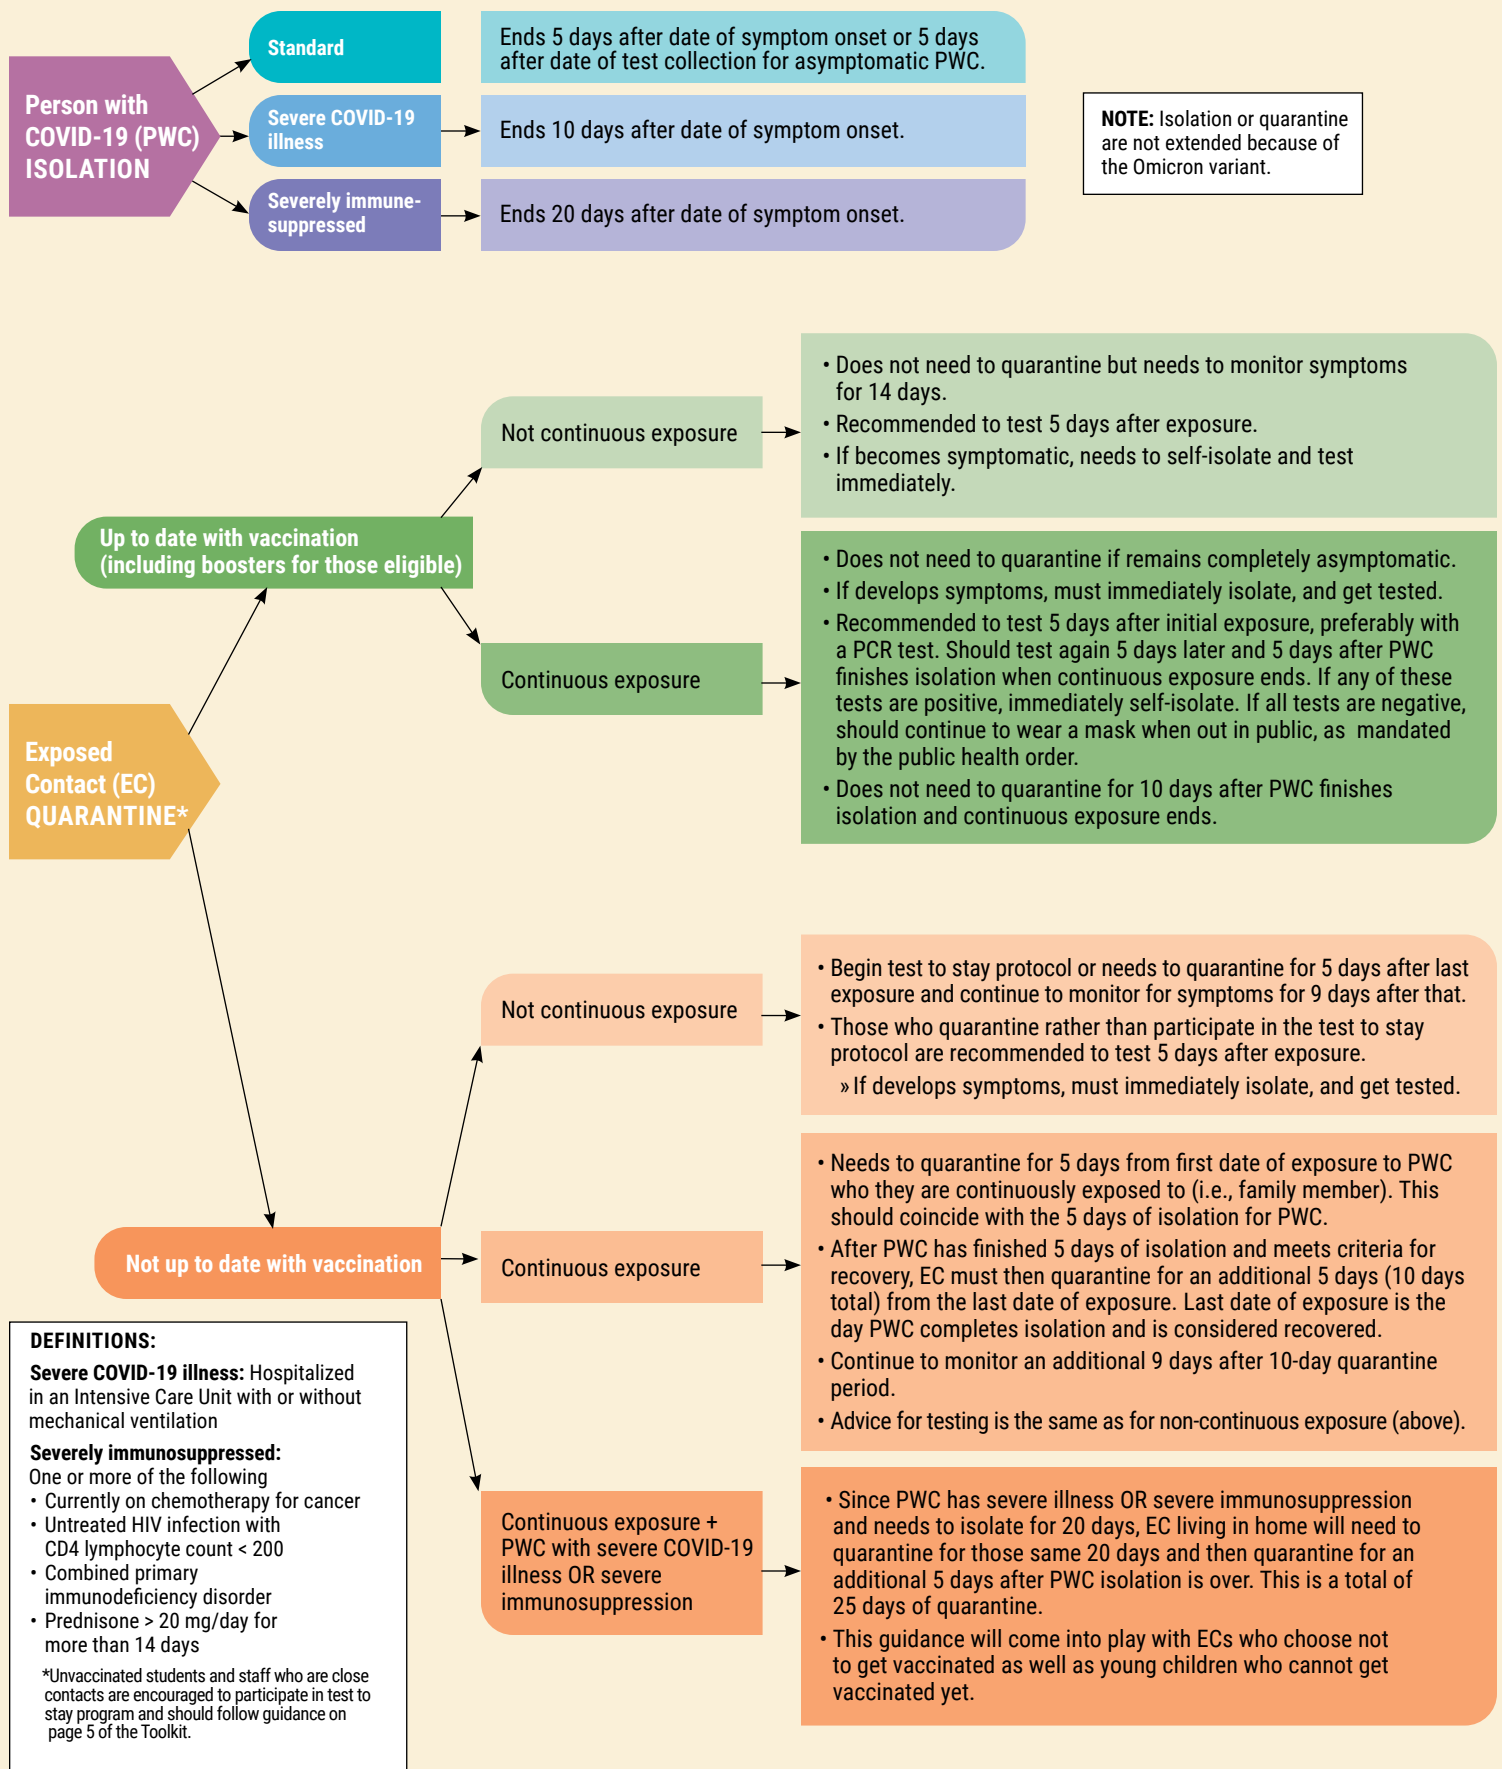 Person with
COVID-19 (PWC)
ISOLATION
Standard
Ends 5 days after date of symptom onset or 5 days
after date of test collection for asymptomatic PWC.
Severe COVID-19
illness
Ends 10 days after date of symptom onset.
Severely immune-
suppressed
Ends 20 days after date of symptom onset.
NOTE: Isolation or quarantine
are not extended because of
the Omicron variant.
Exposed
Contact (EC)
QUARANTINE*
Up to date with vaccination
(including boosters for those eligible)
Not continuous exposure
• Does not need to quarantine but needs to monitor symptoms
for 14 days.
• Recommended to test 5 days after exposure.
• If becomes symptomatic, needs to self-isolate and test
immediately.
Continuous exposure
• Does not need to quarantine if remains completely asymptomatic.
• If develops symptoms, must immediately isolate, and get tested.
• Recommended to test 5 days after initial exposure, preferably with
a PCR test. Should test again 5 days later and 5 days after PWC
finishes isolation when continuous exposure ends. If any of these
tests are positive, immediately self-isolate. If all tests are negative,
should continue to wear a mask when out in public, as mandated
by the public health order.
• Does not need to quarantine for 10 days after PWC finishes
isolation and continuous exposure ends.
Not up to date with vaccination
Not continuous exposure
• Begin test to stay protocol or needs to quarantine for 5 days after last
exposure and continue to monitor for symptoms for 9 days after that.
• Those who quarantine rather than participate in the test to stay
protocol are recommended to test 5 days after exposure.
» If develops symptoms, must immediately isolate, and get tested.
Continuous exposure
• Needs to quarantine for 5 days from first date of exposure to PWC
who they are continuously exposed to (i.e., family member). This
should coincide with the 5 days of isolation for PWC.
• After PWC has finished 5 days of isolation and meets criteria for
recovery, EC must then quarantine for an additional 5 days (10 days
total) from the last date of exposure. Last date of exposure is the
day PWC completes isolation and is considered recovered.
• Continue to monitor an additional 9 days after 10-day quarantine
period.
• Advice for testing is the same as for non-continuous exposure (above).
Continuous exposure +
PWC with severe COVID-19
illness OR severe
immunosuppression
• Since PWC has severe illness OR severe immunosuppression
and needs to isolate for 20 days, EC living in home will need to
quarantine for those same 20 days and then quarantine for an
additional 5 days after PWC isolation is over. This is a total of
25 days of quarantine.
• This guidance will come into play with ECs who choose not
to get vaccinated as well as young children who cannot get
vaccinated yet.
DEFINITIONS:
Severe COVID-19 illness: Hospitalized
in an Intensive Care Unit with or without
mechanical ventilation
Severely immunosuppressed:
One or more of the following
• Currently on chemotherapy for cancer
• Untreated HIV infection with
CD4 lymphocyte count < 200
• Combined primary
immunodeficiency disorder
• Prednisone > 20 mg/day for
more than 14 days
*Unvaccinated students and staff who are close
contacts are encouraged to participate in test to
stay program and should follow guidance on
page 5 of the Toolkit.